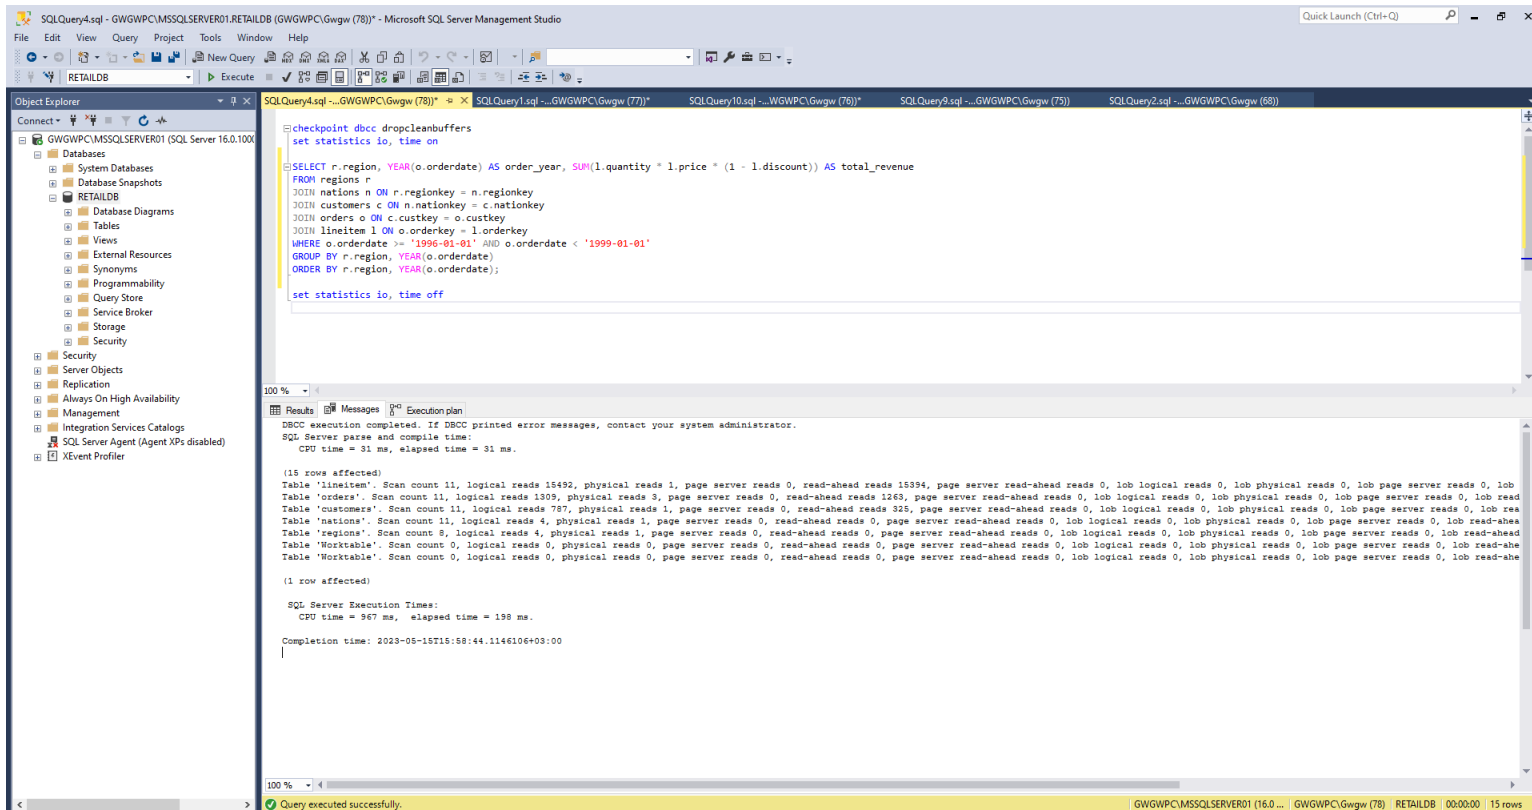 SQLQuery4.sql - GWGWPC\MSSQLSERVER01.RETAILDB (GWGWPC\Gwgw (78))* - Microsoft SQL Server Management Studio
Quick Launch (Ctrl+Q)
File Edit View Query Project Tools Window Help
New Query
RETAILDB
Execute
Object Explorer
SQLQuery4.sql -...GWGWPC\Gwgw (78))*
SQLQuery1.sql -...GWGWPC\Gwgw (77))*
SQLQuery10.sql -...WGWPC\Gwgw (76))*
SQLQuery9.sql -...GWGWPC\Gwgw (75))
SQLQuery2.sql -...GWGWPC\Gwgw (68))
Connect
GWGWPC\MSSQLSERVER01 (SQL Server 16.0.1000
Databases
System Databases
Database Snapshots
RETAILDB
Database Diagrams
Tables
Views
External Resources
Synonyms
Programmability
Query Store
Service Broker
Storage
Security
Security
Server Objects
Replication
Always On High Availability
Management
Integration Services Catalogs
SQL Server Agent (Agent XPs disabled)
XEvent Profiler
checkpoint dbcc dropcleanbuffers
set statistics io, time on
SELECT r.region, YEAR(o.orderdate) AS order_year, SUM(l.quantity * l.price * (1 - l.discount)) AS total_revenue
FROM regions r
JOIN nations n ON r.regionkey = n.regionkey
JOIN customers c ON n.nationkey = c.nationkey
JOIN orders o ON c.custkey = o.custkey
JOIN lineitem l ON o.orderkey = l.orderkey
WHERE o.orderdate >= '1996-01-01' AND o.orderdate < '1999-01-01'
GROUP BY r.region, YEAR(o.orderdate)
ORDER BY r.region, YEAR(o.orderdate);
set statistics io, time off
100 %
Results Messages Execution plan
DBCC execution completed. If DBCC printed error messages, contact your system administrator.
SQL Server parse and compile time:
CPU time = 31 ms, elapsed time = 31 ms.
(15 rows affected)
Table 'lineitem'. Scan count 11, logical reads 15492, physical reads 1, page server reads 0, read-ahead reads 15394, page server read-ahead reads 0, lob logical reads 0, lob physical reads 0, lob page server reads 0, lob
Table 'orders'. Scan count 11, logical reads 1309, physical reads 3, page server reads 0, read-ahead reads 1263, page server read-ahead reads 0, lob logical reads 0, lob physical reads 0, lob page server reads 0, lob read
Table 'customers'. Scan count 11, logical reads 787, physical reads 1, page server reads 0, read-ahead reads 325, page server read-ahead reads 0, lob logical reads 0, lob physical reads 0, lob page server reads 0, lob rea
Table 'nations'. Scan count 11, logical reads 4, physical reads 1, page server reads 0, read-ahead reads 0, page server read-ahead reads 0, lob logical reads 0, lob physical reads 0, lob page server reads 0, lob read-ahea
Table 'regions'. Scan count 8, logical reads 4, physical reads 1, page server reads 0, read-ahead reads 0, page server read-ahead reads 0, lob logical reads 0, lob physical reads 0, lob page server reads 0, lob read-ahead
Table 'Worktable'. Scan count 0, logical reads 0, physical reads 0, page server reads 0, read-ahead reads 0, page server read-ahead reads 0, lob logical reads 0, lob physical reads 0, lob page server reads 0, lob read-ahe
Table 'Worktable'. Scan count 0, logical reads 0, physical reads 0, page server reads 0, read-ahead reads 0, page server read-ahead reads 0, lob logical reads 0, lob physical reads 0, lob page server reads 0, lob read-ahe
(1 row affected)
SQL Server Execution Times:
CPU time = 967 ms, elapsed time = 198 ms.
Completion time: 2023-05-15T15:58:44.1146106+03:00
100 %
Query executed successfully.
GWGWPC\MSSQLSERVER01 (16.0 ... GWGWPC\Gwgw (78) RETAILDB 00:00:00 15 rows